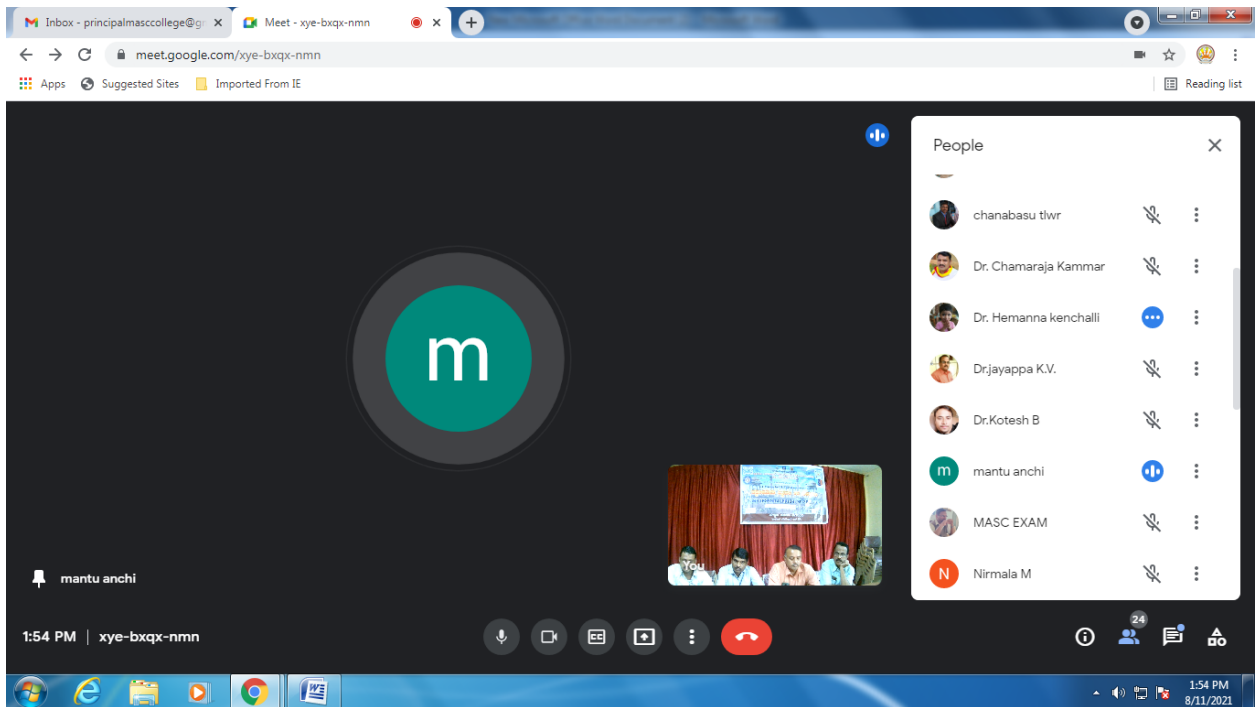 Inbox - principalmasccollege@g
Meet - xye-bxqx-nmn
meet.google.com/xye-bxqx-nmn
Apps
Suggested Sites
Imported From IE
Reading list
People
chanabasu tlwr
Dr. Chamaraja Kammar
Dr. Hemanna kenchalli
Dr.jayappa K.V.
Dr.Kotesh B
m
mantu anchi
MASC EXAM
N
Nirmala M
m
You
mantu anchi
1:54 PM | xye-bxqx-nmn
CC
24
1:54 PM
8/11/2021